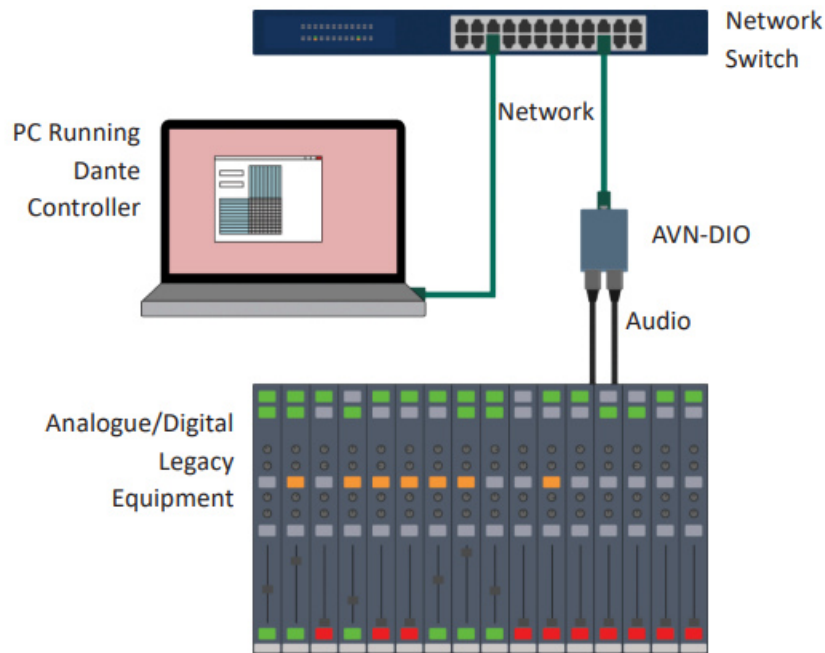 Network
Switch
PC Running
Dante
Controller
Network
AVN-DIO
Audio
Analogue/Digital
Legacy
Equipment